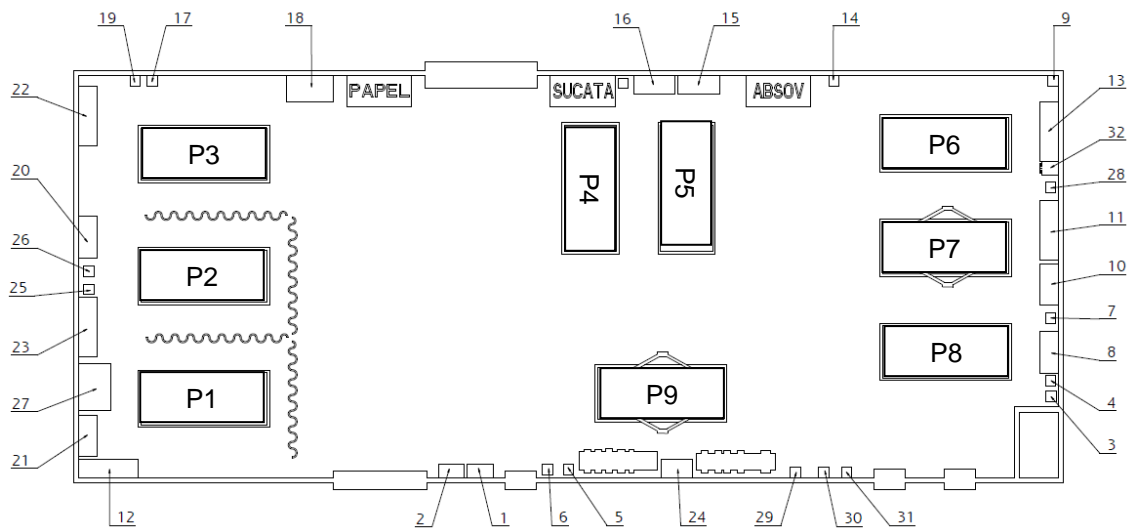 19 17 18 16 15 14 9
22 PAPEL SUCATA ABSOV 13
32
P3 P4 P5 P6
28
20 11
26 P2 P7 10
25
7
23 P8 8
27 P1 P9 4
3
21
12 2 1 6 5 24 29 30 31